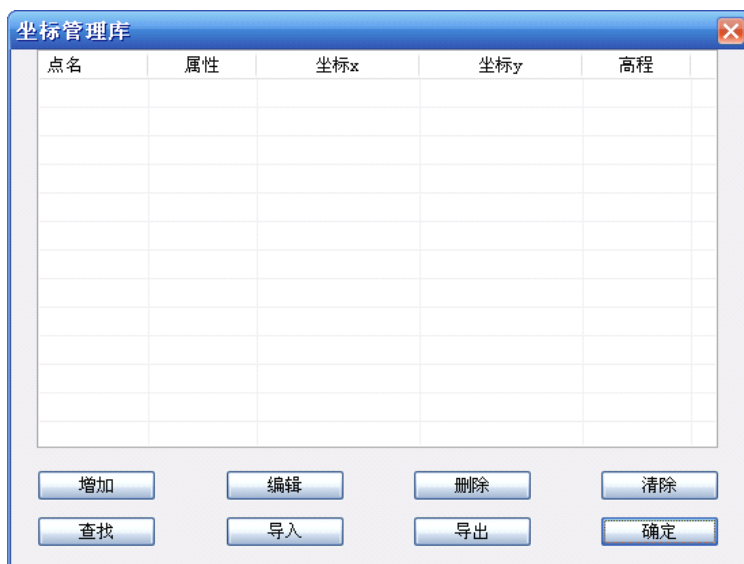 坐标管理库
点名 属性 坐标x 坐标y 高程
增加 编辑 删除 清除
查找 导入 导出 确定